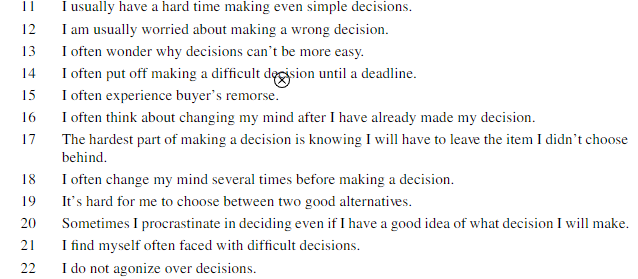 11 I usually have a hard time making even simple decisions.
12 I am usually worried about making a wrong decision.
13 I often wonder why decisions can't be more easy.
14 I often put off making a difficult decision until a deadline.
15 I often experience buyer's remorse.
16 I often think about changing my mind after I have already made my decision.
17 The hardest part of making a decision is knowing I will have to leave the item I didn't choose
behind.
18 I often change my mind several times before making a decision.
19 It's hard for me to choose between two good alternatives.
20 Sometimes I procrastinate in deciding even if I have a good idea of what decision I will make.
21 I find myself often faced with difficult decisions.
22 I do not agonize over decisions.